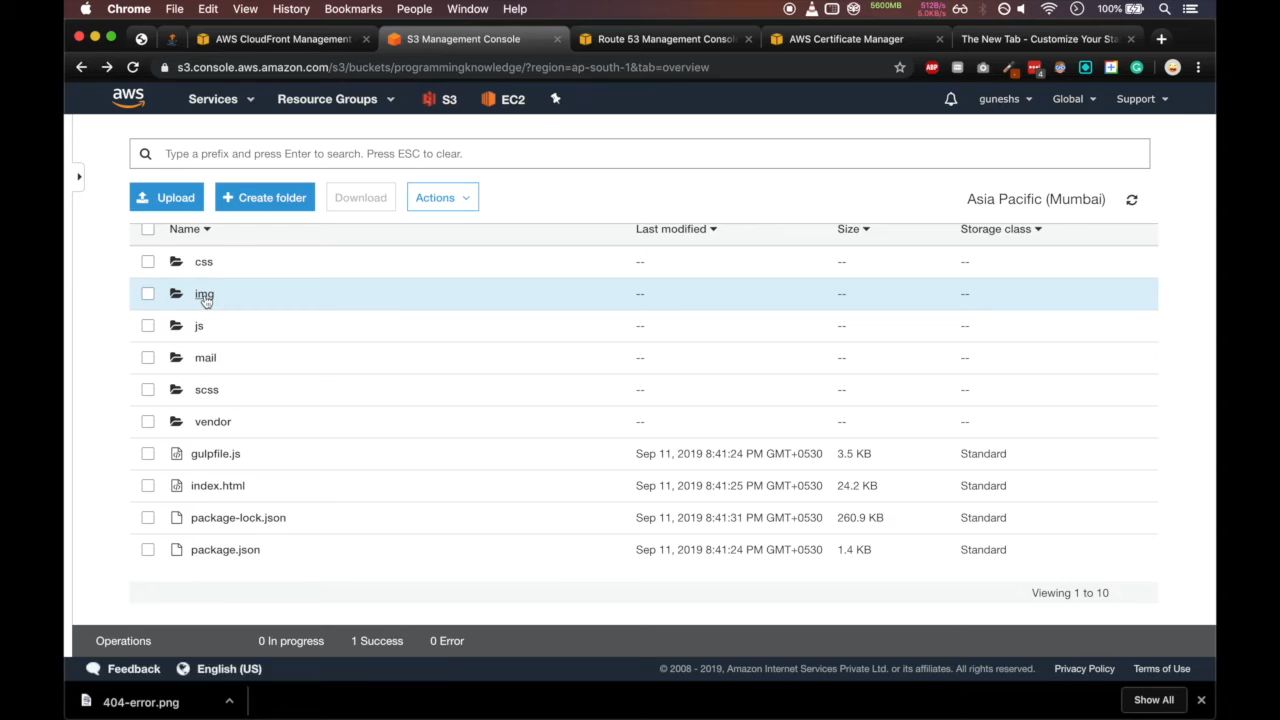 Chrome File Edit View History Bookmarks People Window Help 5600MB 512B/s 5.0KB/s 100%
AWS CloudFront Management S3 Management Console Route 53 Management Conso AWS Certificate Manager The New Tab - Customize Your Sta
s3.console.aws.amazon.com/s3/buckets/programmingknowledge/?region=ap-south-1&tab=overview ABP 4
aws Services Resource Groups S3 EC2 guneshs Global Support
Type a prefix and press Enter to search. Press ESC to clear.
Upload Create folder Download Actions Asia Pacific (Mumbai)
Name Last modified Size Storage class
css -- -- --
img -- -- --
js -- -- --
mail -- -- --
scss -- -- --
vendor -- -- --
gulpfile.js Sep 11, 2019 8:41:24 PM GMT+0530 3.5 KB Standard
index.html Sep 11, 2019 8:41:25 PM GMT+0530 24.2 KB Standard
package-lock.json Sep 11, 2019 8:41:31 PM GMT+0530 260.9 KB Standard
package.json Sep 11, 2019 8:41:24 PM GMT+0530 1.4 KB Standard
Viewing 1 to 10
Operations 0 In progress 1 Success 0 Error
Feedback English (US) © 2008 - 2019, Amazon Internet Services Private Ltd. or its affiliates. All rights reserved. Privacy Policy Terms of Use
404-error.png Show All